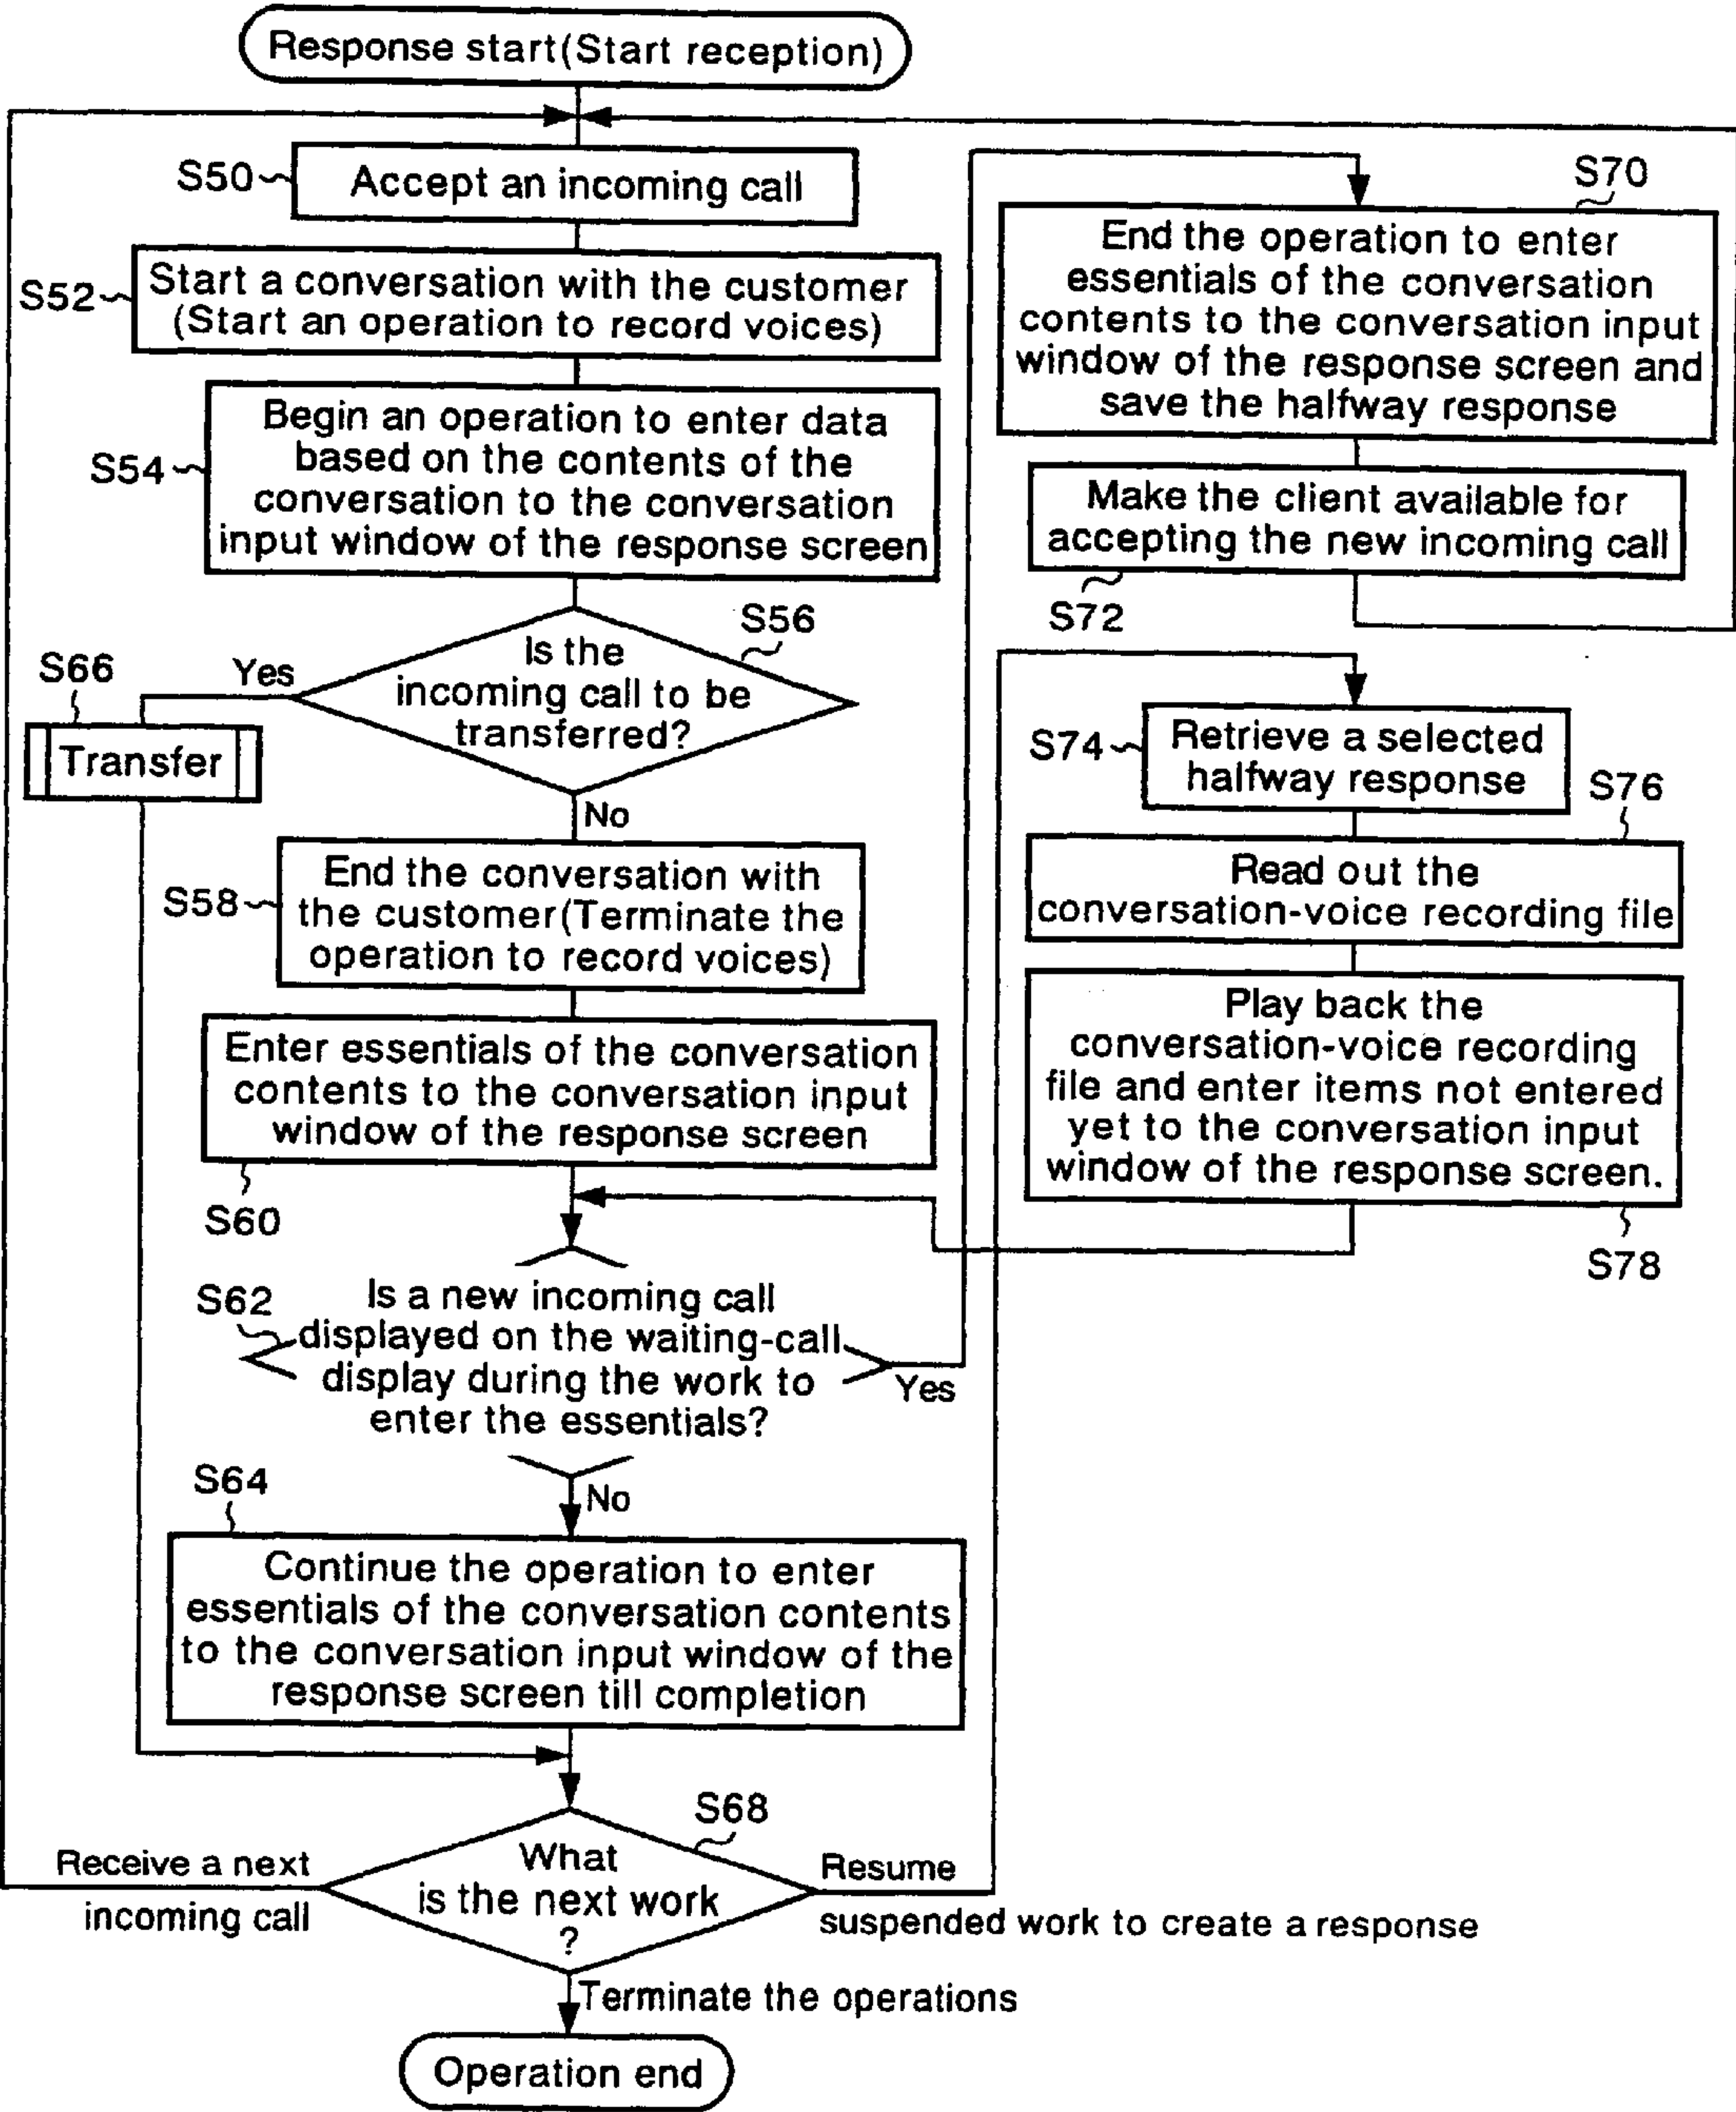 Response start(Start reception)
S50
Accept an incoming call
S52
Start a conversation with the customer
(Start an operation to record voices)
S54
Begin an operation to enter data
based on the contents of the
conversation to the conversation
input window of the response screen
S56
Is the
incoming call to be
transferred?
Yes
S66
Transfer
No
S58
End the conversation with
the customer(Terminate the
operation to record voices)
Enter essentials of the conversation
contents to the conversation input
window of the response screen
S60
S62
Is a new incoming call
displayed on the waiting-call
display during the work to
enter the essentials?
Yes
No
S64
Continue the operation to enter
essentials of the conversation contents
to the conversation input window of the
response screen till completion
S68
What
is the next work
?
Receive a next
incoming call
Resume
suspended work to create a response
Terminate the operations
Operation end
S70
End the operation to enter
essentials of the conversation
contents to the conversation input
window of the response screen and
save the halfway response
Make the client available for
accepting the new incoming call
S72
S74
Retrieve a selected
halfway response
S76
Read out the
conversation-voice recording file
Play back the
conversation-voice recording
file and enter items not entered
yet to the conversation input
window of the response screen.
S78